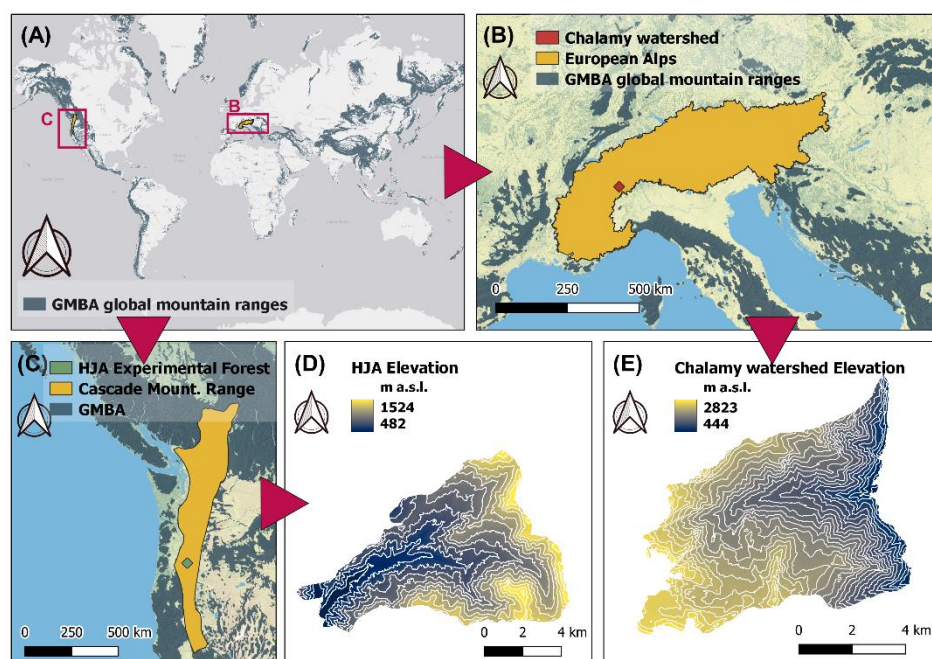 (A)
B
C
GMBA global mountain ranges
(B)
Chalamy watershed
European Alps
GMBA global mountain ranges
0 250 500 km
(C)
HJA Experimental Forest
Cascade Mount. Range
GMBA
0 250 500 km
(D)
HJA Elevation
m a.s.l.
1524
482
0 2 4 km
(E)
Chalamy watershed Elevation
m a.s.l.
2823
444
0 2 4 km